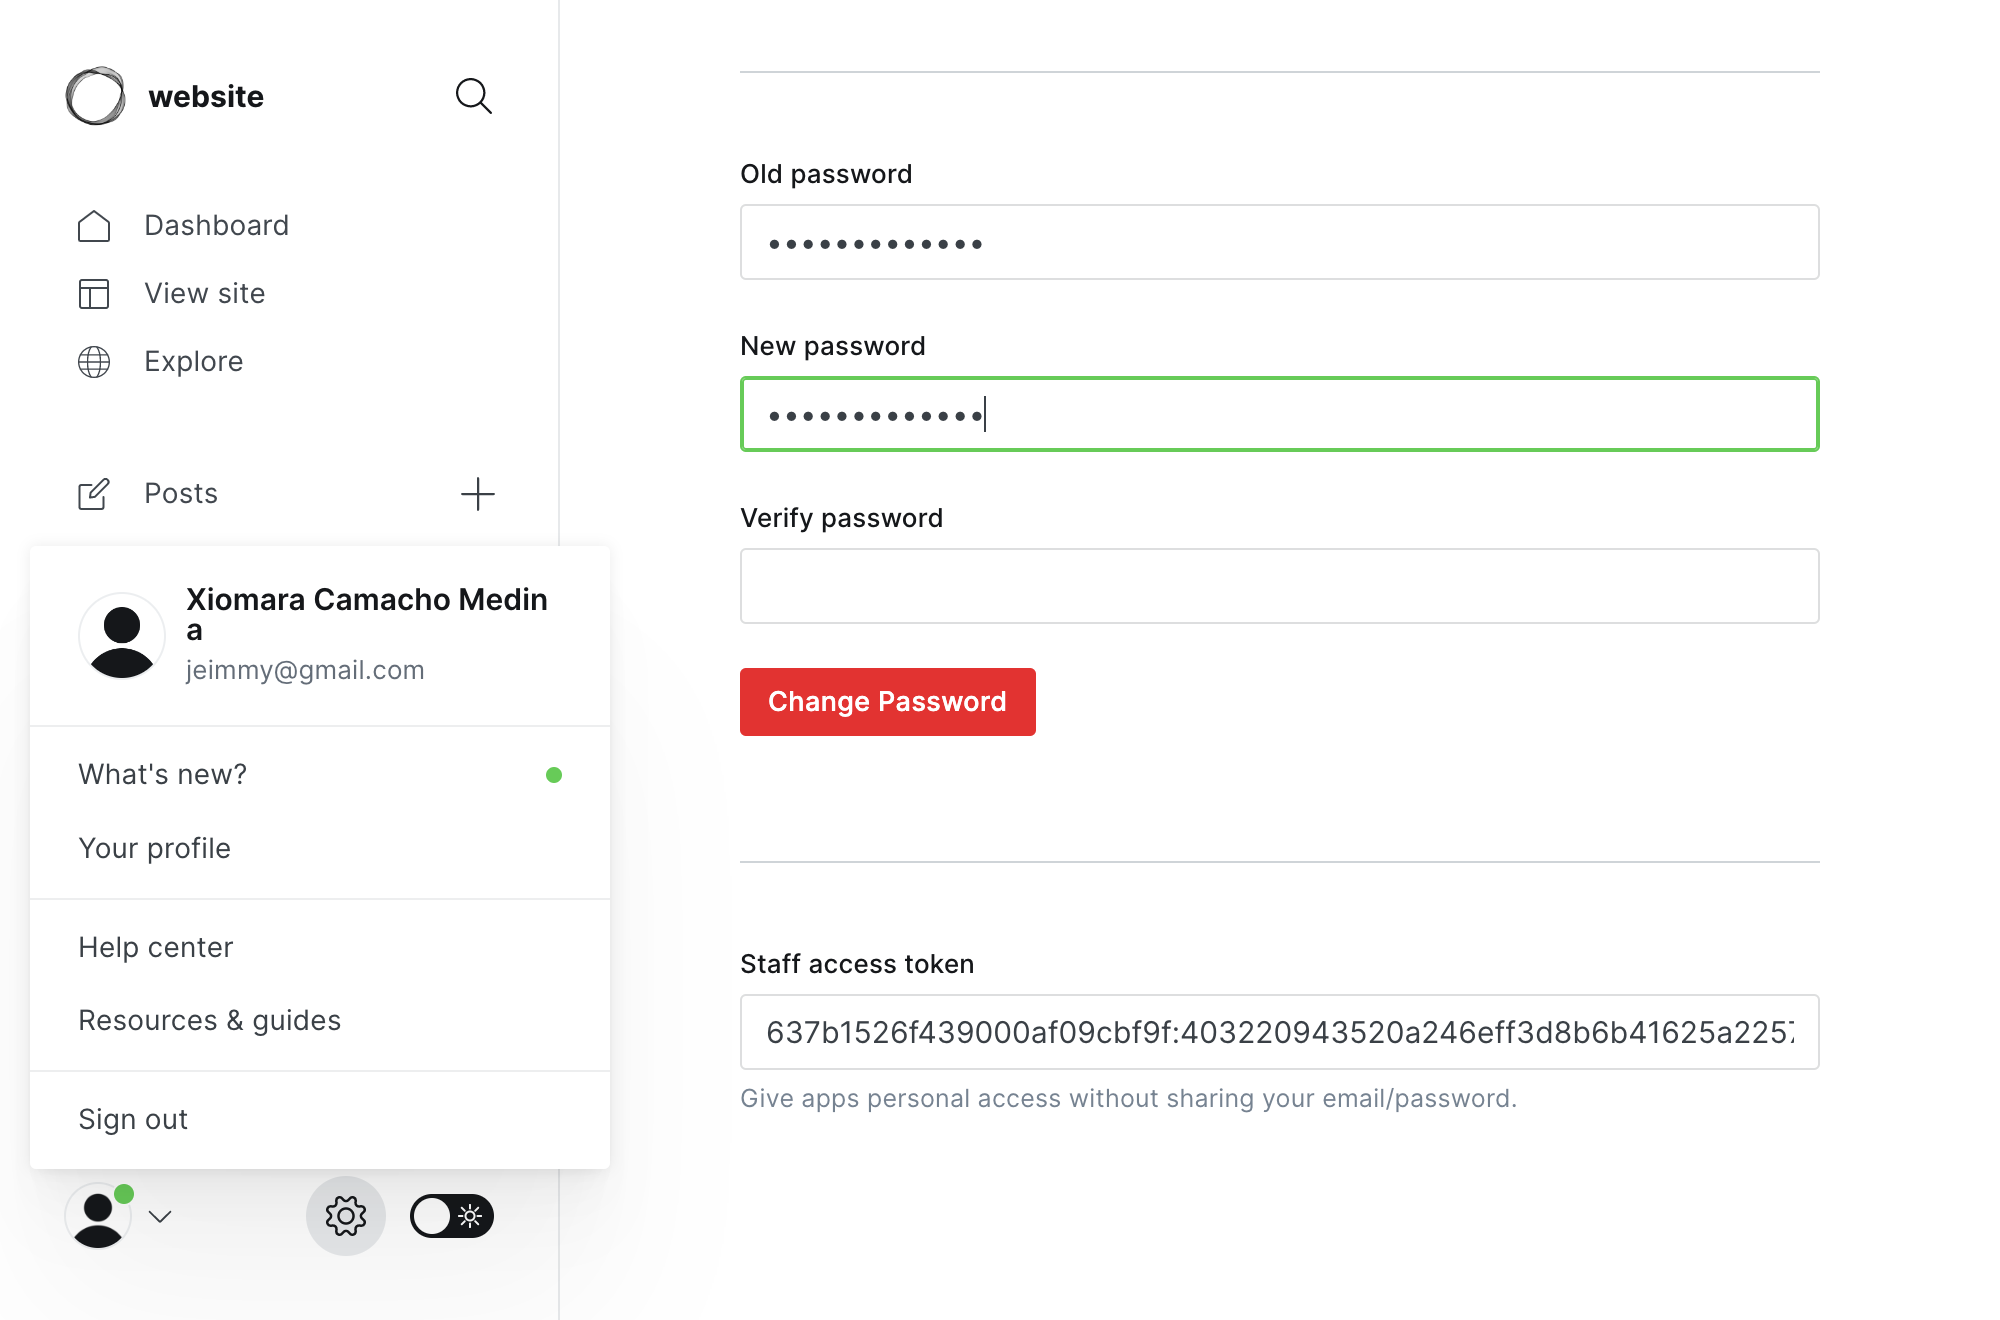 website
Dashboard
View site
Explore
Posts
Xiomara Camacho Medin
a
jeimmy@gmail.com
What's new?
Your profile
Help center
Resources & guides
Sign out
Old password
•••••••••••••
New password
•••••••••••••
Verify password
Change Password
Staff access token
637b1526f439000af09cbf9f:403220943520a246eff3d8b6b41625a2257
Give apps personal access without sharing your email/password.